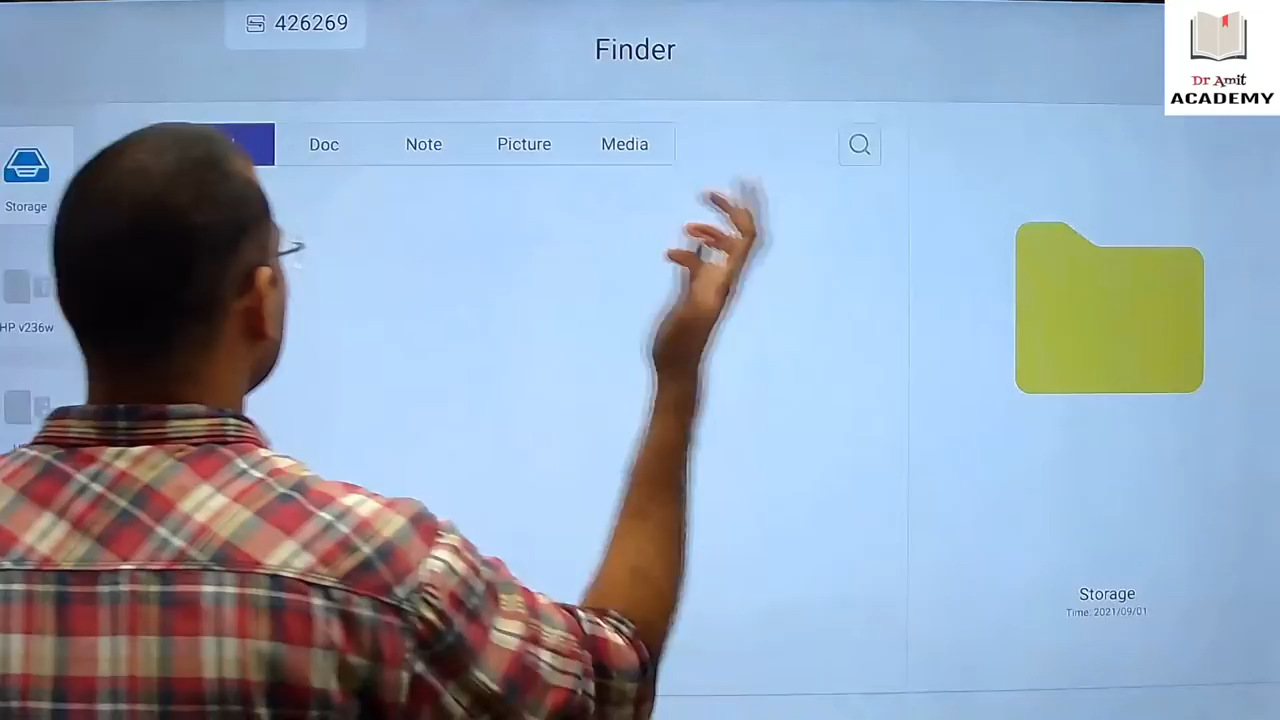 426269
Finder
Dr Amit
ACADEMY
Doc
Note
Picture
Media
Storage
HP v236w
Storage
Time: 2021/09/01